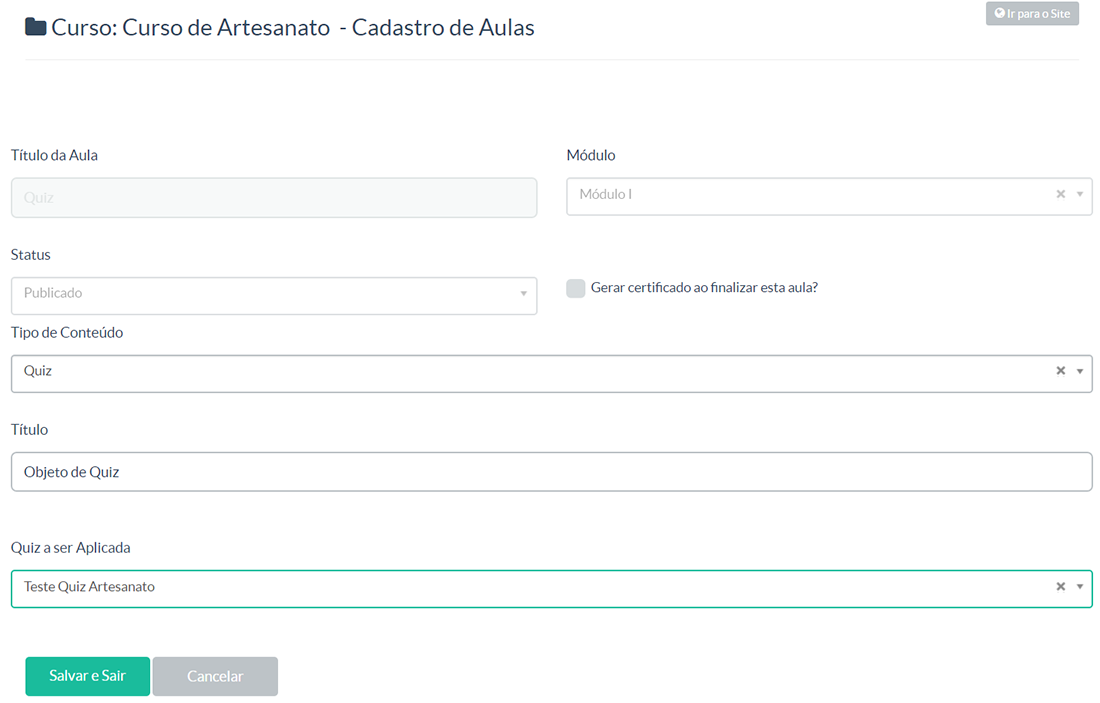 Curso: Curso de Artesanato - Cadastro de Aulas
Ir para o Site
Título da Aula
Módulo
Quiz
Módulo I
Status
Publicado
Gerar certificado ao finalizar esta aula?
Tipo de Conteúdo
Quiz
Título
Objeto de Quiz
Quiz a ser Aplicada
Teste Quiz Artesanato
Salvar e Sair
Cancelar